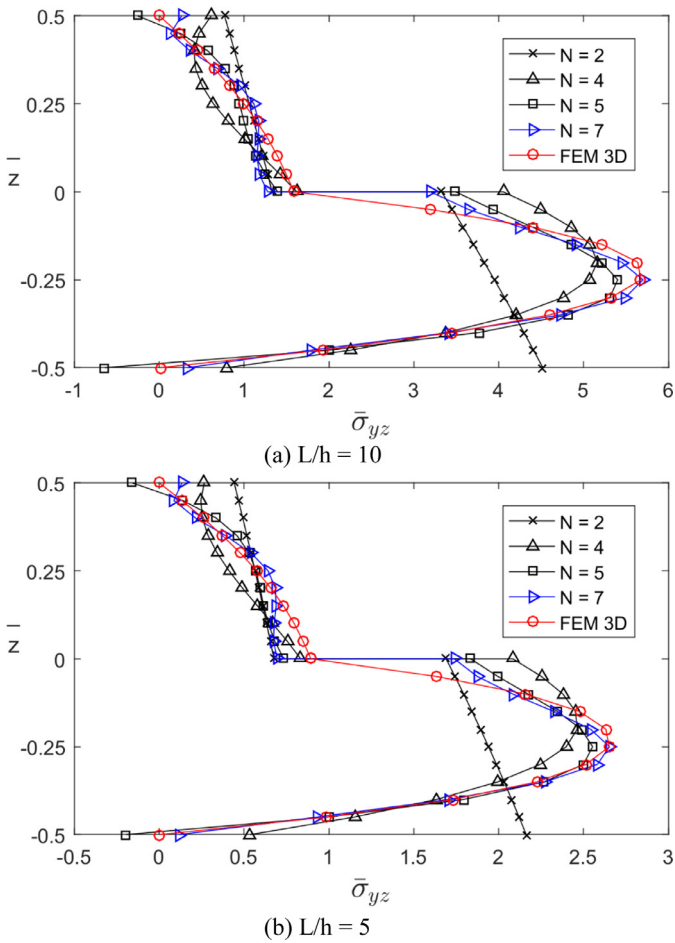 0.5
0.25
0
-0.25
-0.5
z̄
N = 2
N = 4
N = 5
N = 7
FEM 3D
-1 0 1 2 3 4 5 6 7
σ̄yz
(a) L/h = 10
0.5
0.25
0
-0.25
-0.5
z̄
N = 2
N = 4
N = 5
N = 7
FEM 3D
-0.5 0 0.5 1 1.5 2 2.5 3
σ̄yz
(b) L/h = 5